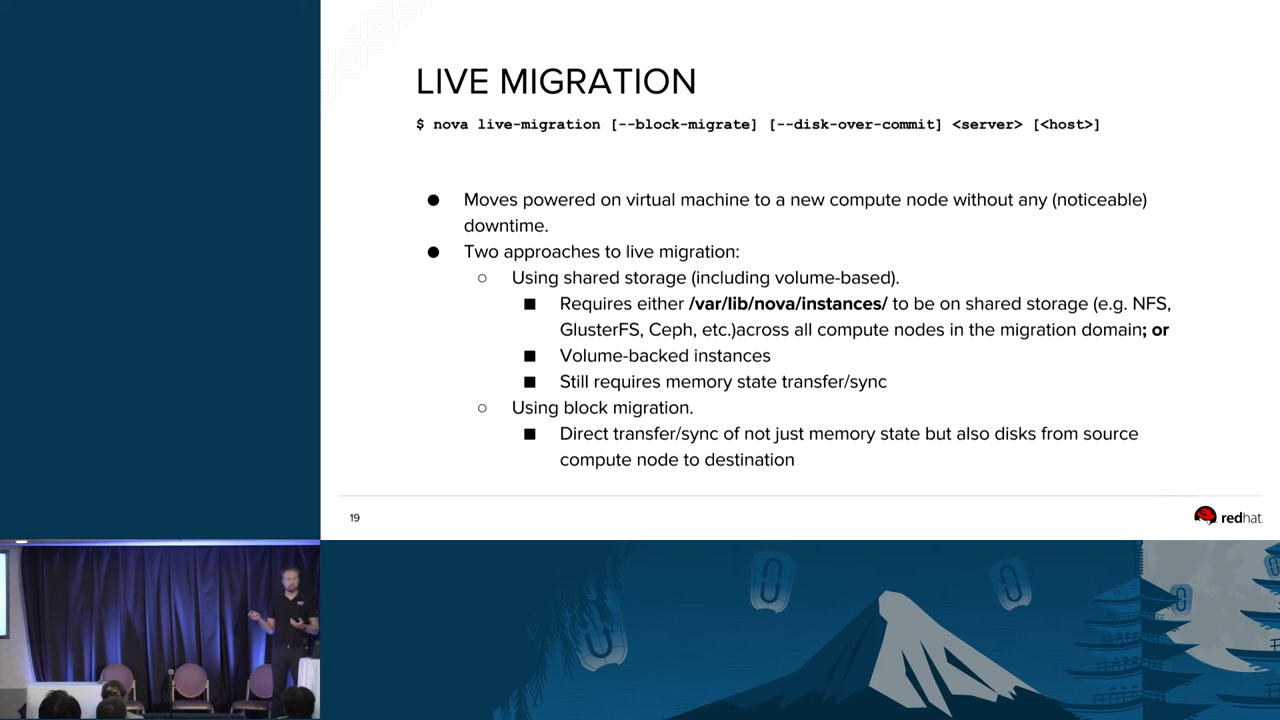 LIVE MIGRATION
$ nova live-migration [--block-migrate] [--disk-over-commit] <server> [<host>]
● Moves powered on virtual machine to a new compute node without any (noticeable)
downtime.
● Two approaches to live migration:
○ Using shared storage (including volume-based).
■ Requires either /var/lib/nova/instances/ to be on shared storage (e.g. NFS,
GlusterFS, Ceph, etc.)across all compute nodes in the migration domain; or
■ Volume-backed instances
■ Still requires memory state transfer/sync
○ Using block migration.
■ Direct transfer/sync of not just memory state but also disks from source
compute node to destination
19
redhat.